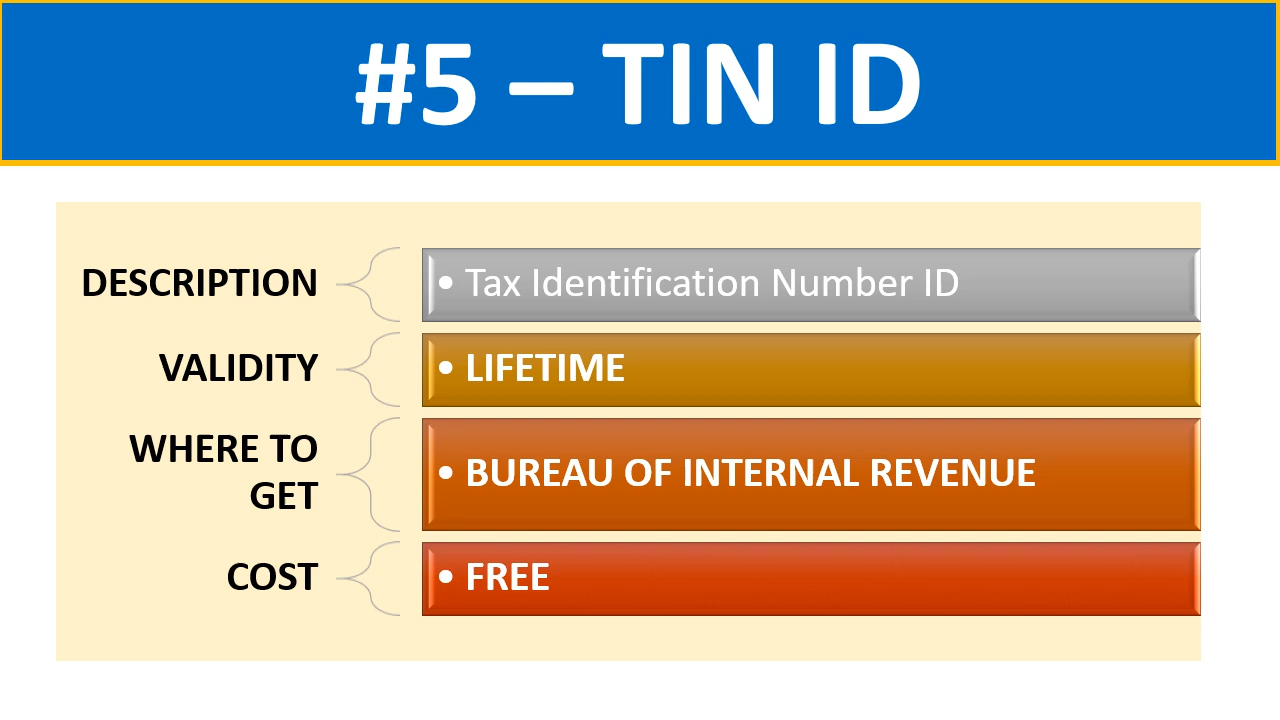 #5 – TIN ID
DESCRIPTION
• Tax Identification Number ID
VALIDITY
• LIFETIME
WHERE TO
GET
• BUREAU OF INTERNAL REVENUE
COST
• FREE